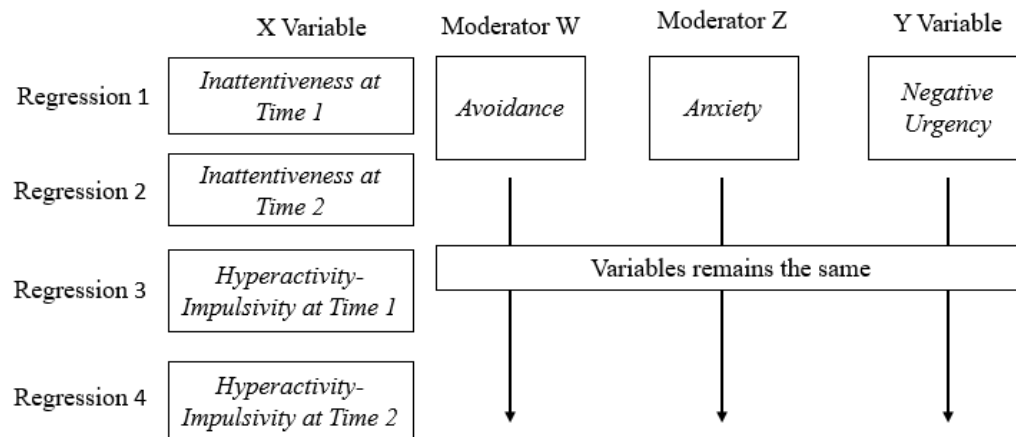 X Variable
Moderator W
Moderator Z
Y Variable
Regression 1
Inattentiveness at
Time 1
Avoidance
Anxiety
Negative
Urgency
Regression 2
Inattentiveness at
Time 2
Regression 3
Hyperactivity-
Impulsivity at Time 1
Variables remains the same
Regression 4
Hyperactivity-
Impulsivity at Time 2